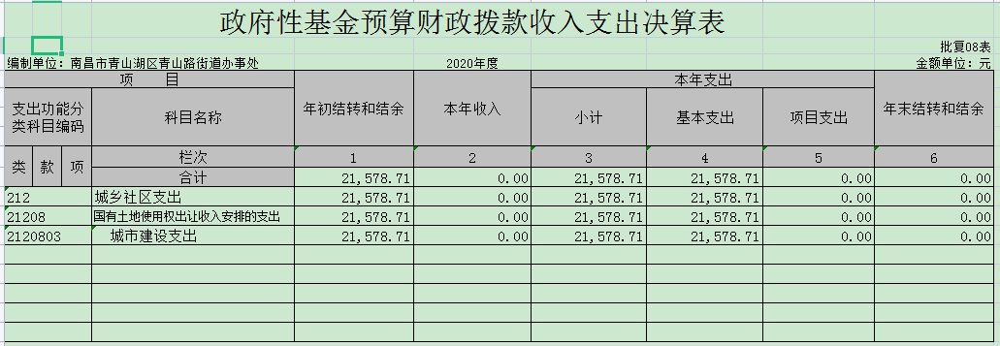 政府性基金预算财政拨款收入支出决算表
批复08表
编制单位：南昌市青山湖区青山路街道办事处 2020年度 金额单位：元
项 目 年初结转和结余 本年收入 本年支出 年末结转和结余
支出功能分类科目编码 科目名称 小计 基本支出 项目支出
类 款 项 栏次 1 2 3 4 5 6
合计 21,578.71 0.00 21,578.71 21,578.71 0.00 0.00
212 城乡社区支出 21,578.71 0.00 21,578.71 21,578.71 0.00 0.00
21208 国有土地使用权出让收入安排的支出 21,578.71 0.00 21,578.71 21,578.71 0.00 0.00
2120803 城市建设支出 21,578.71 0.00 21,578.71 21,578.71 0.00 0.00